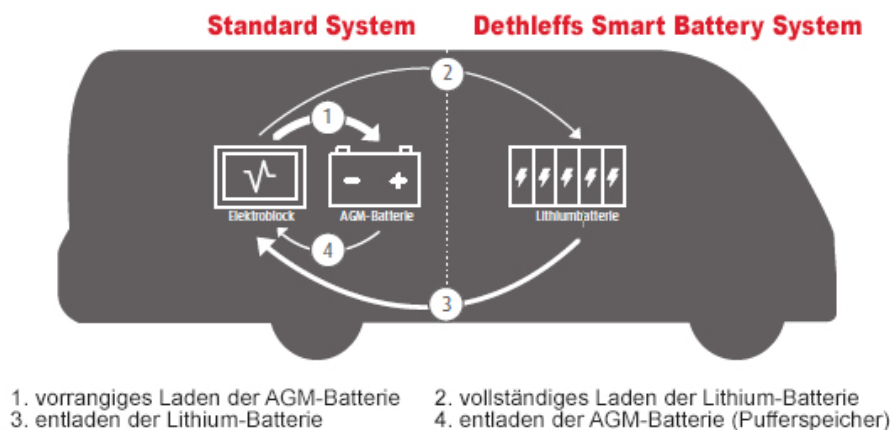 Standard System Dethleffs Smart Battery System
2
1
Elektroblock AGM-Batterie Lithiumbatterie
4
3
1. vorrangiges Laden der AGM-Batterie 2. vollständiges Laden der Lithium-Batterie
3. entladen der Lithium-Batterie 4. entladen der AGM-Batterie (Pufferspeicher)